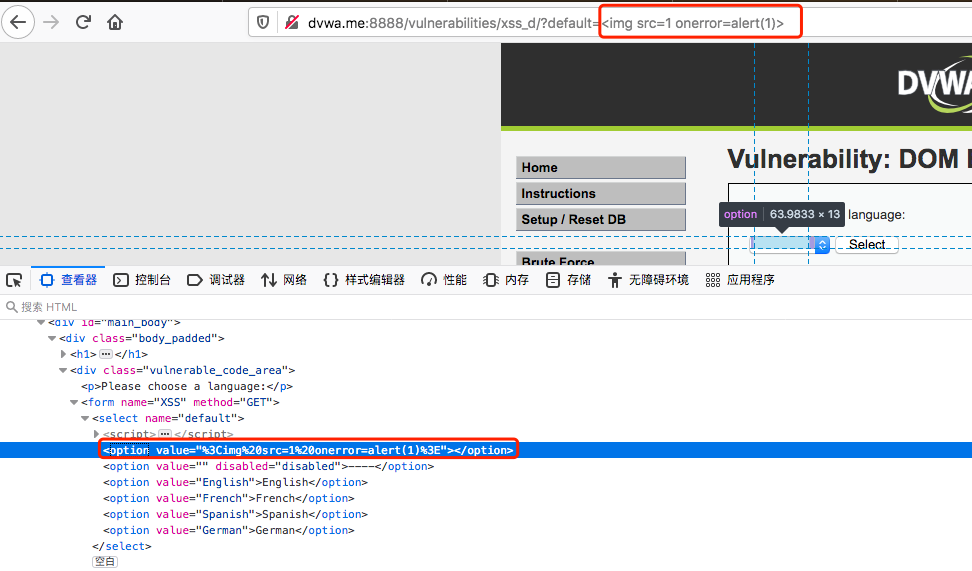 dvwa.me:8888/vulnerabilities/xss_d/?default=<img src=1 onerror=alert(1)>
DVWA
Home
Instructions
Setup / Reset DB
Brute Force
Vulnerability: DOM
option 63.9833 × 13
language:
Select
查看器 控制台 调试器 网络 样式编辑器 性能 内存 存储 无障碍环境 应用程序
搜索 HTML
<div id="main_body">
<div class="body_padded">
<h1>···</h1>
<div class="vulnerable_code_area">
<p>Please choose a language:</p>
<form name="XSS" method="GET">
<select name="default">
<script>···</script>
<option value="%3Cimg%20src=1%20onerror=alert(1)%3E"></option>
<option value="" disabled="disabled">----</option>
<option value="English">English</option>
<option value="French">French</option>
<option value="Spanish">Spanish</option>
<option value="German">German</option>
</select>
空白